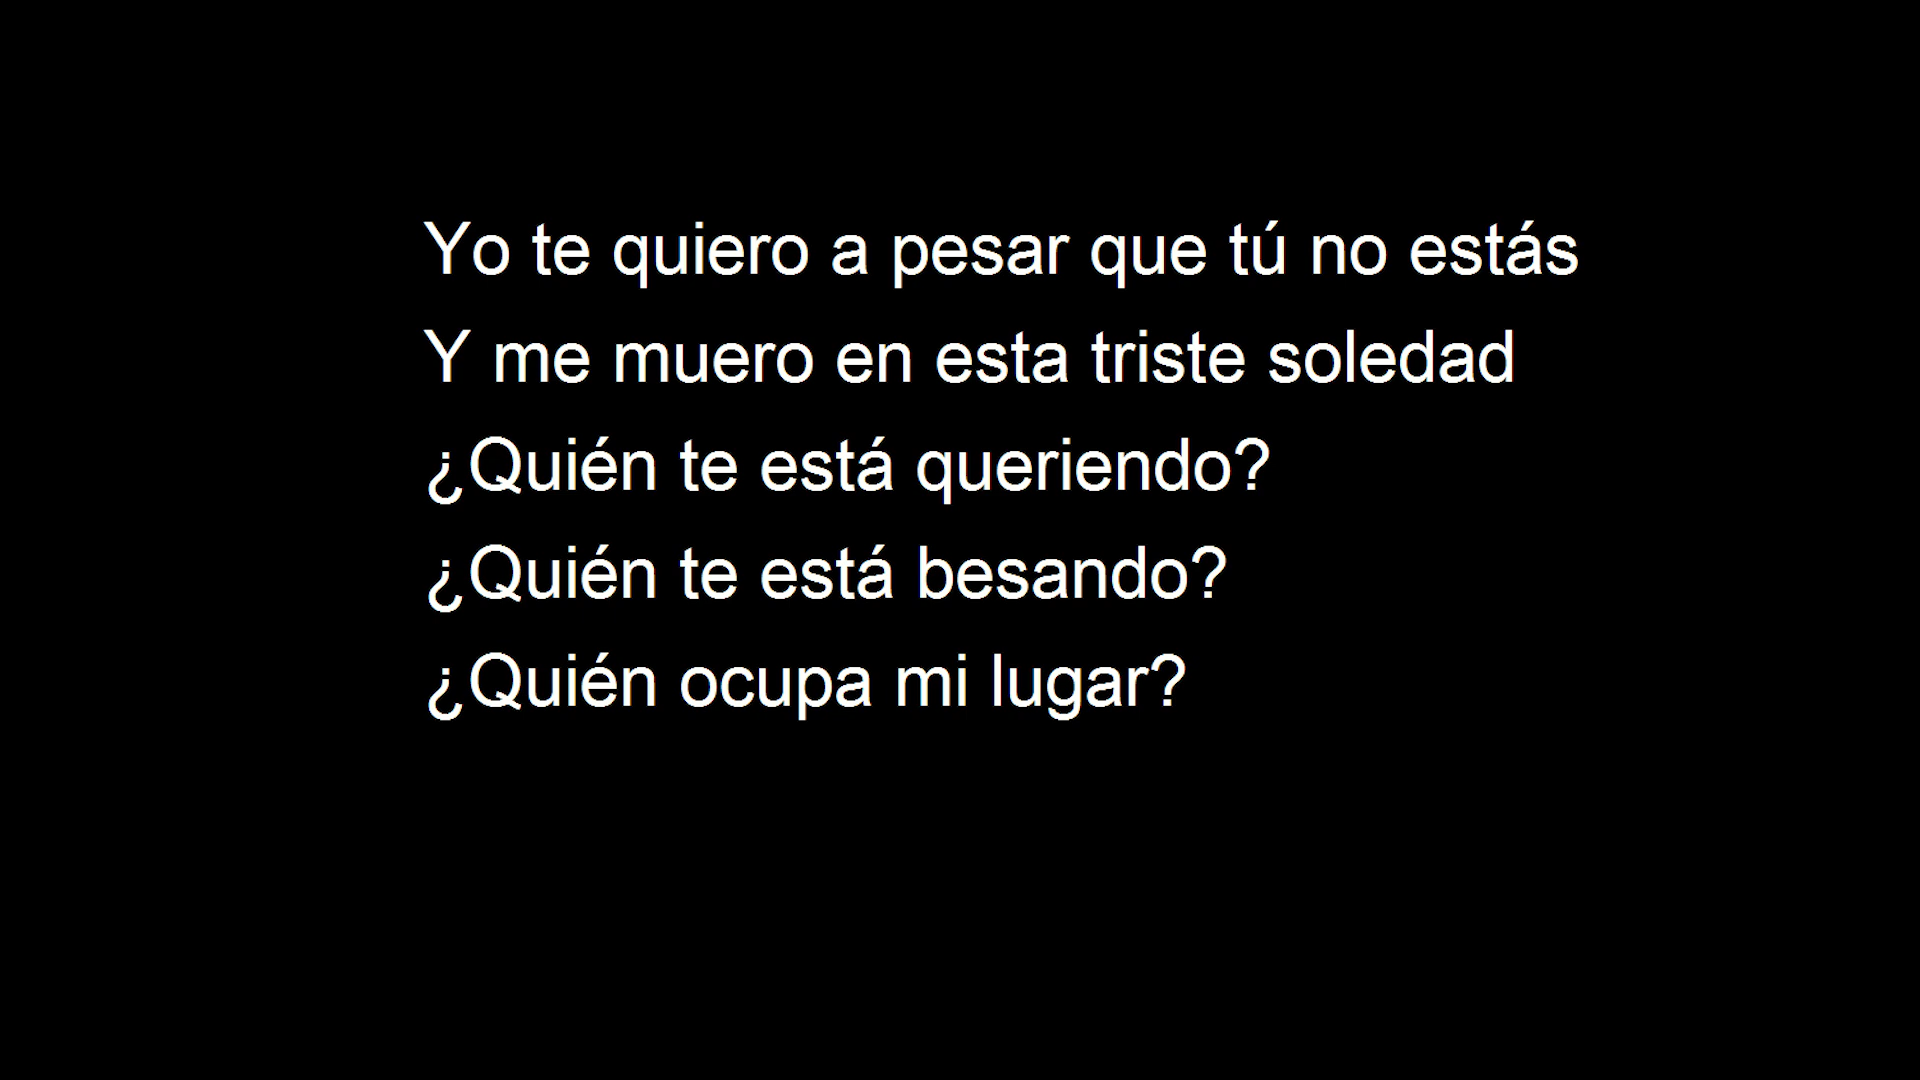 Yo te quiero a pesar que tú no estás
Y me muero en esta triste soledad
¿Quién te está queriendo?
¿Quién te está besando?
¿Quién ocupa mi lugar?